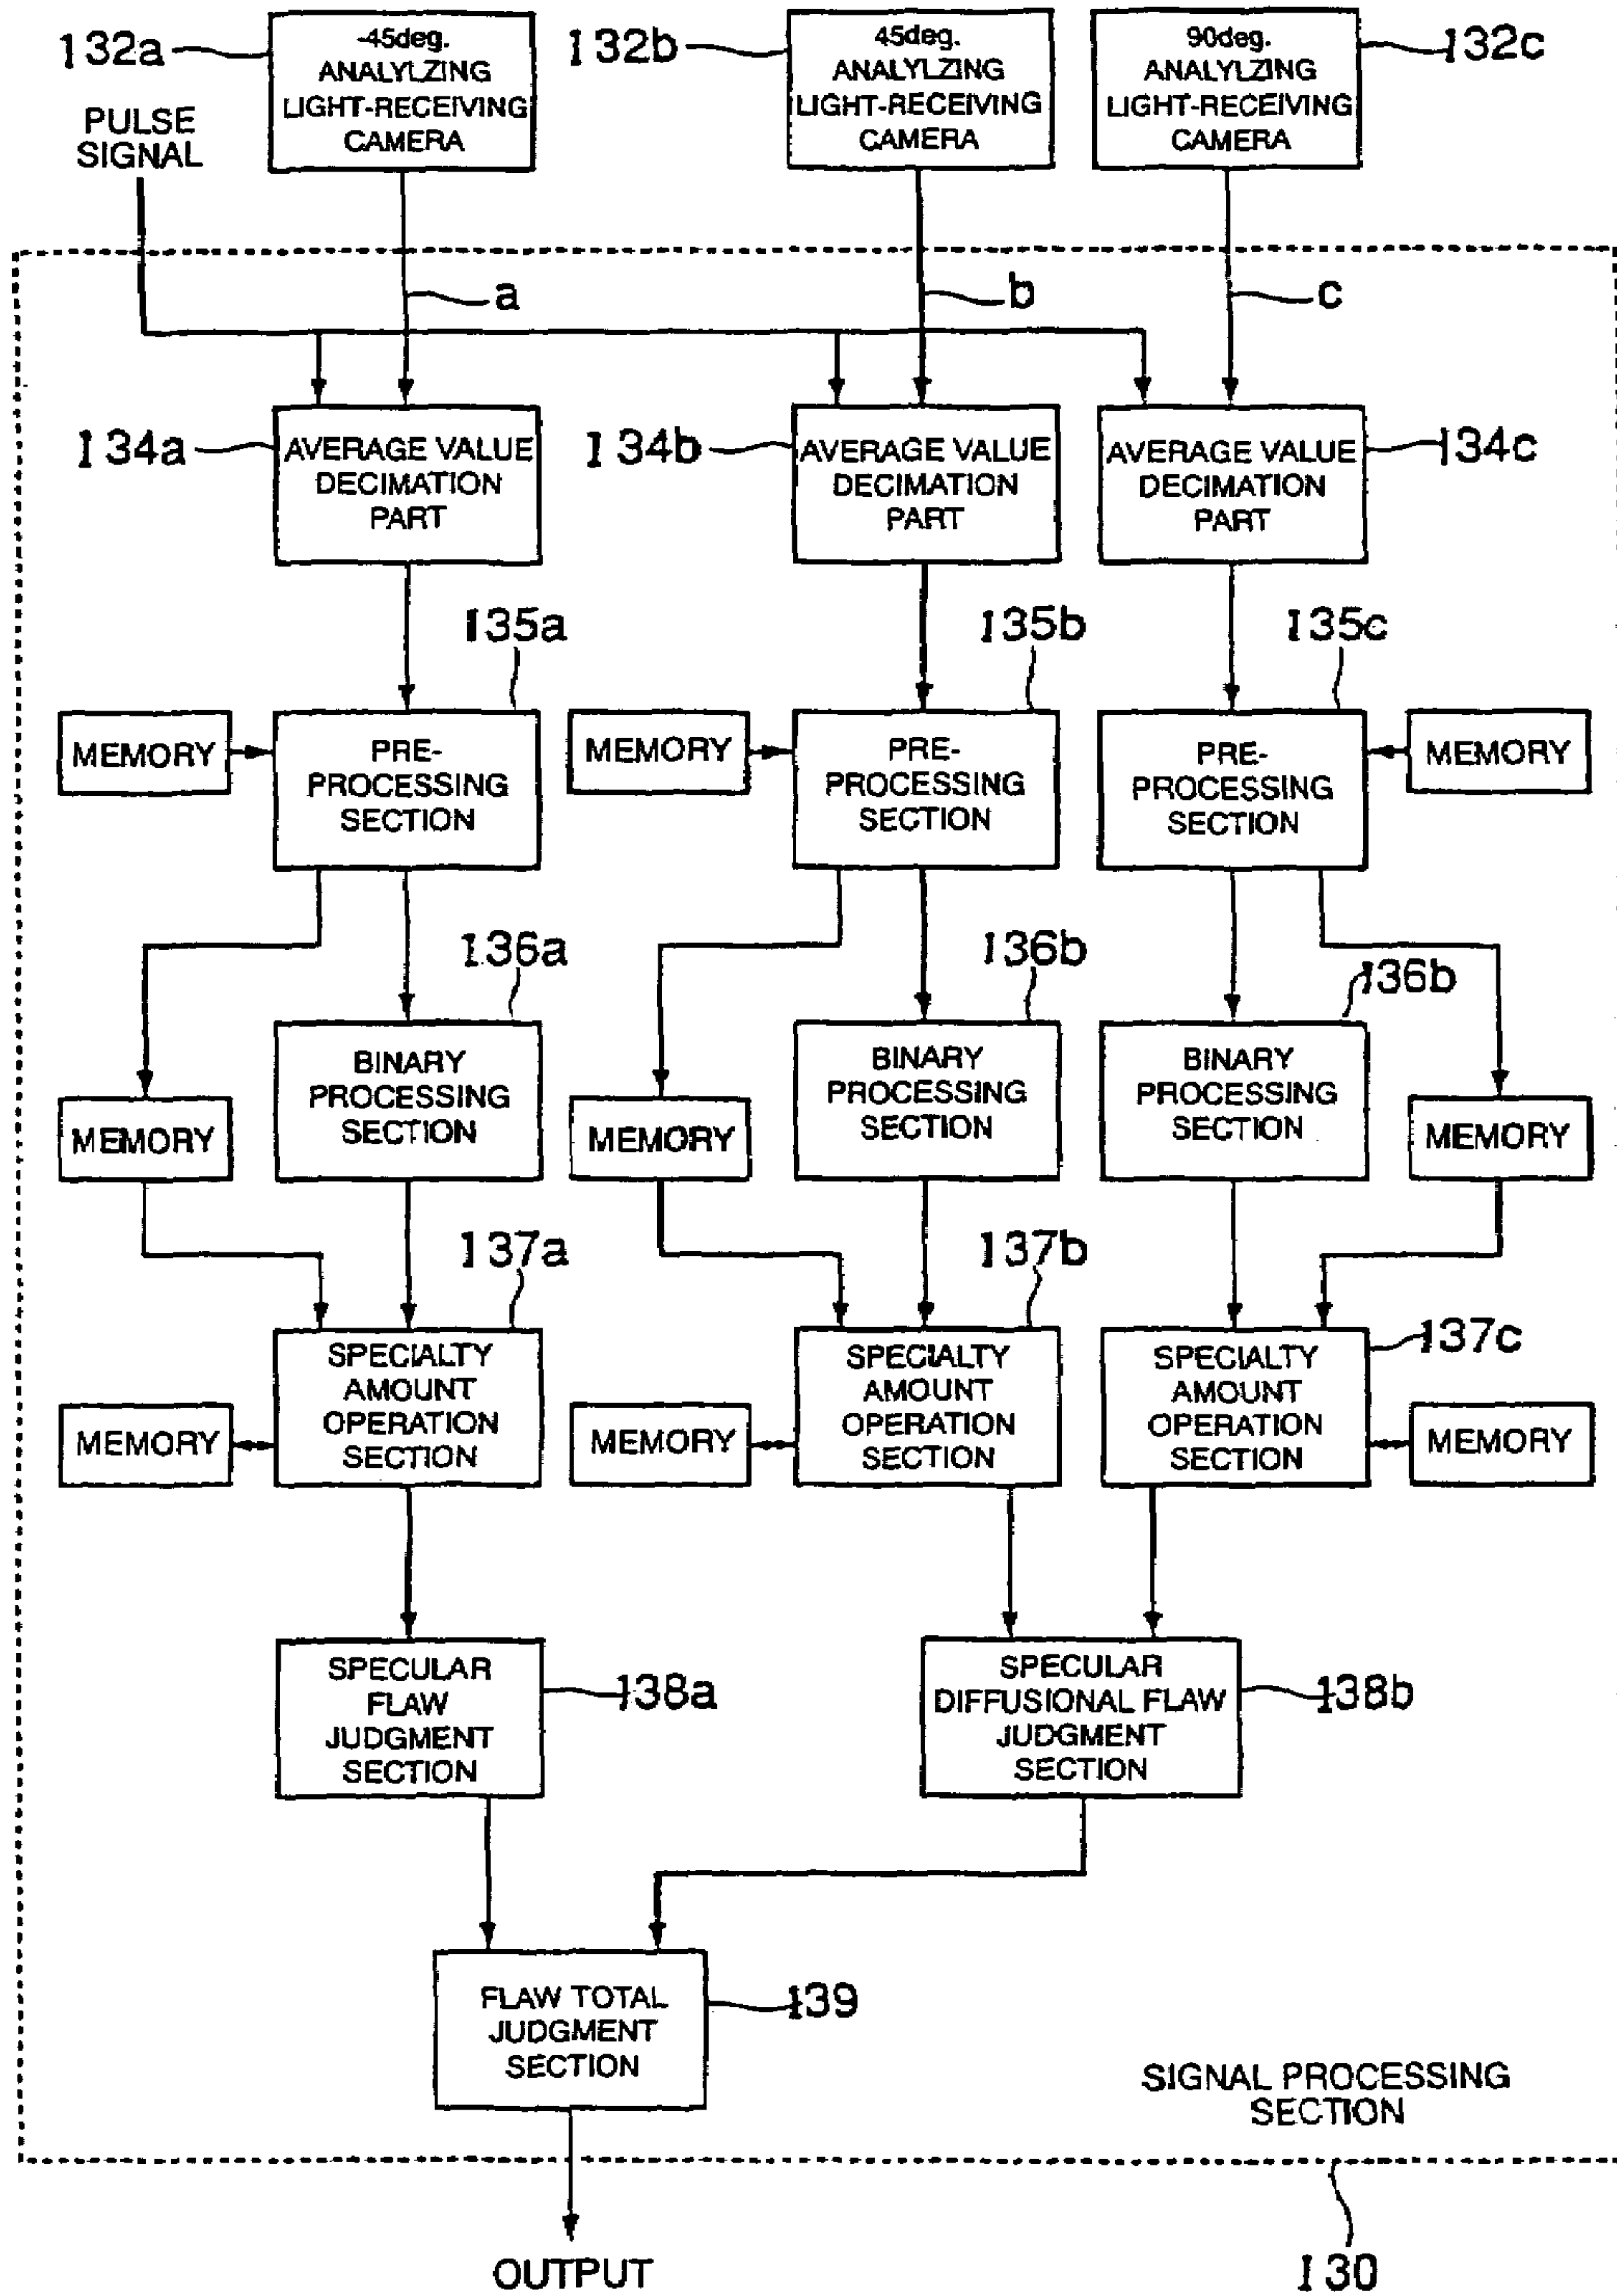 132a
-45deg.
ANALYLZING
LIGHT-RECEIVING
CAMERA
132b
45deg.
ANALYLZING
LIGHT-RECEIVING
CAMERA
90deg.
ANALYLZING
LIGHT-RECEIVING
CAMERA
132c
PULSE
SIGNAL
a
b
c
134a
AVERAGE VALUE
DECIMATION
PART
134b
AVERAGE VALUE
DECIMATION
PART
AVERAGE VALUE
DECIMATION
PART
134c
135a
135b
135c
MEMORY
PRE-
PROCESSING
SECTION
MEMORY
PRE-
PROCESSING
SECTION
PRE-
PROCESSING
SECTION
MEMORY
136a
136b
136b
MEMORY
BINARY
PROCESSING
SECTION
MEMORY
BINARY
PROCESSING
SECTION
BINARY
PROCESSING
SECTION
MEMORY
137a
137b
137c
MEMORY
SPECIALTY
AMOUNT
OPERATION
SECTION
MEMORY
SPECIALTY
AMOUNT
OPERATION
SECTION
SPECIALTY
AMOUNT
OPERATION
SECTION
MEMORY
SPECULAR
FLAW
JUDGMENT
SECTION
138a
SPECULAR
DIFFUSIONAL FLAW
JUDGMENT
SECTION
138b
FLAW TOTAL
JUDGMENT
SECTION
139
SIGNAL PROCESSING
SECTION
OUTPUT
130